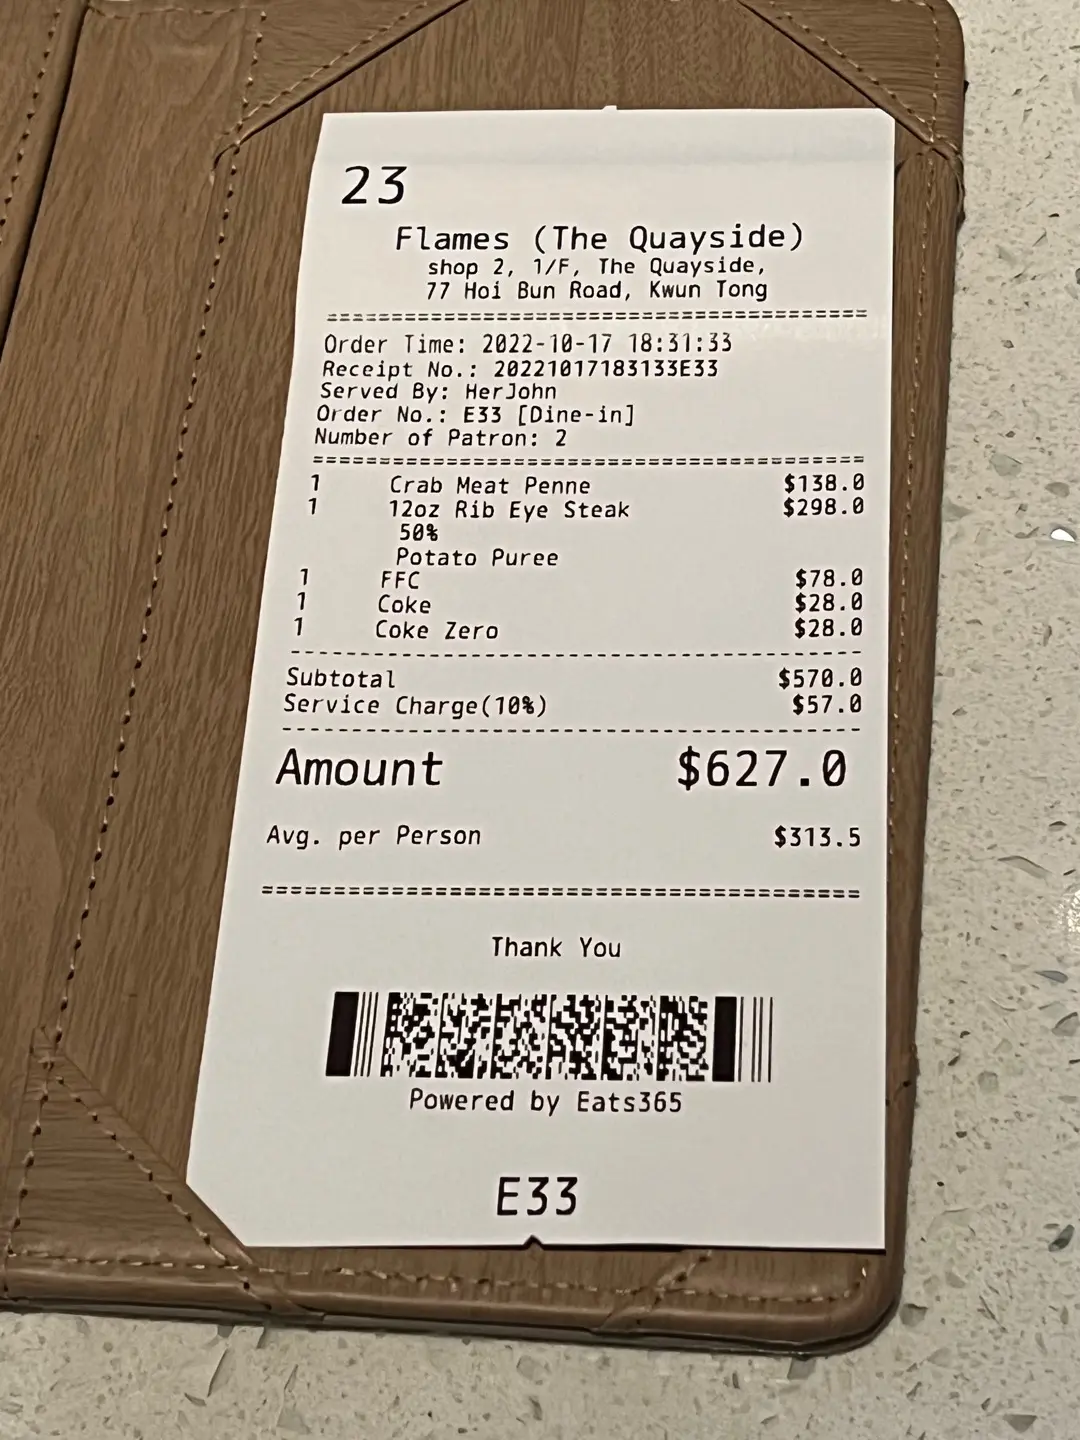 23
Flames (The Quayside)
shop 2, 1/F, The Quayside,
77 Hoi Bun Road, Kwun Tong
==========================================
Order Time: 2022-10-17 18:31:33
Receipt No.: 20221017183133E33
Served By: HerJohn
Order No.: E33 [Dine-in]
Number of Patron: 2
==========================================
1 Crab Meat Penne $138.0
1 12oz Rib Eye Steak $298.0
50%
Potato Puree
1 FFC $78.0
1 Coke $28.0
1 Coke Zero $28.0
------------------------------------------
Subtotal $570.0
Service Charge(10%) $57.0
------------------------------------------
Amount $627.0
Avg. per Person $313.5
==========================================
Thank You
Powered by Eats365
E33